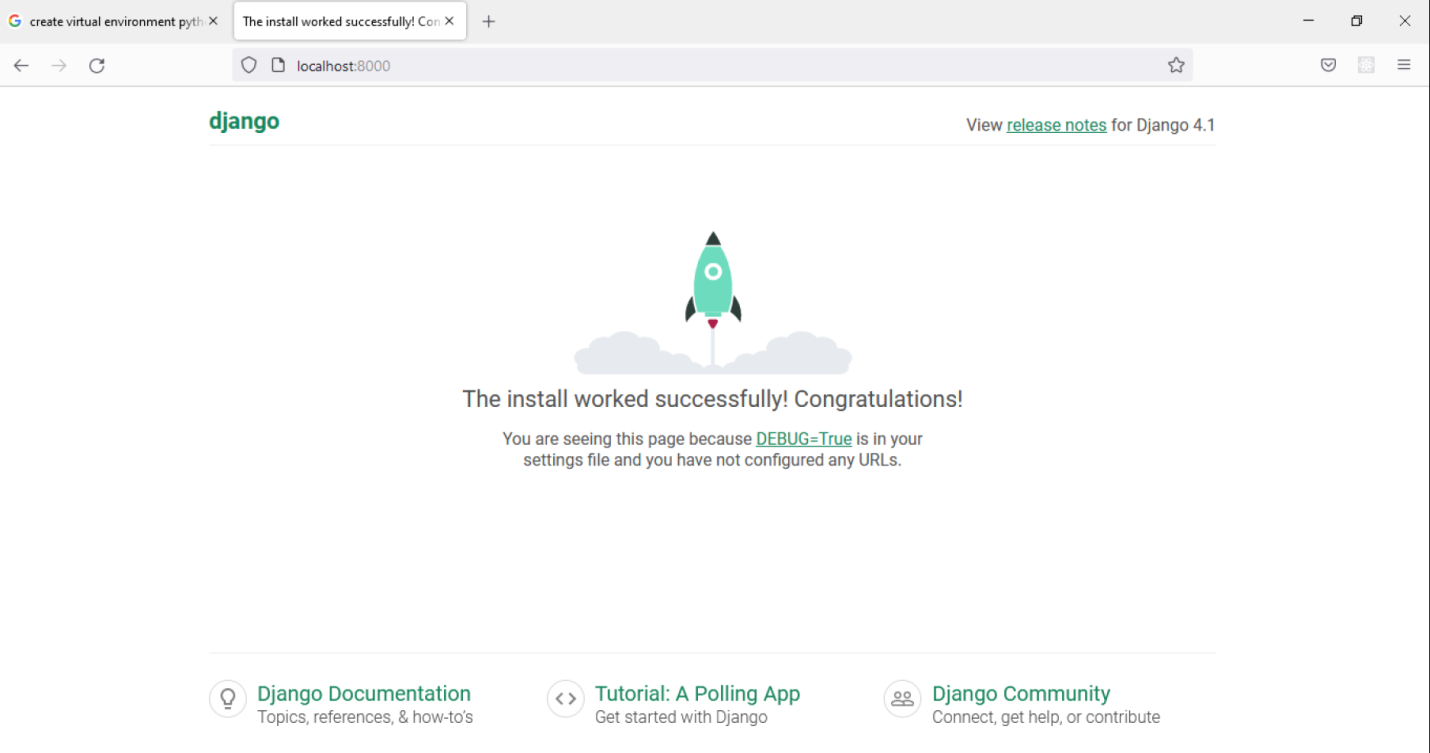 create virtual environment pyth
The install worked successfully! Con
localhost:8000
django
View release notes for Django 4.1
The install worked successfully! Congratulations!
You are seeing this page because DEBUG=True is in your
settings file and you have not configured any URLs.
Django Documentation
Topics, references, & how-to’s
Tutorial: A Polling App
Get started with Django
Django Community
Connect, get help, or contribute